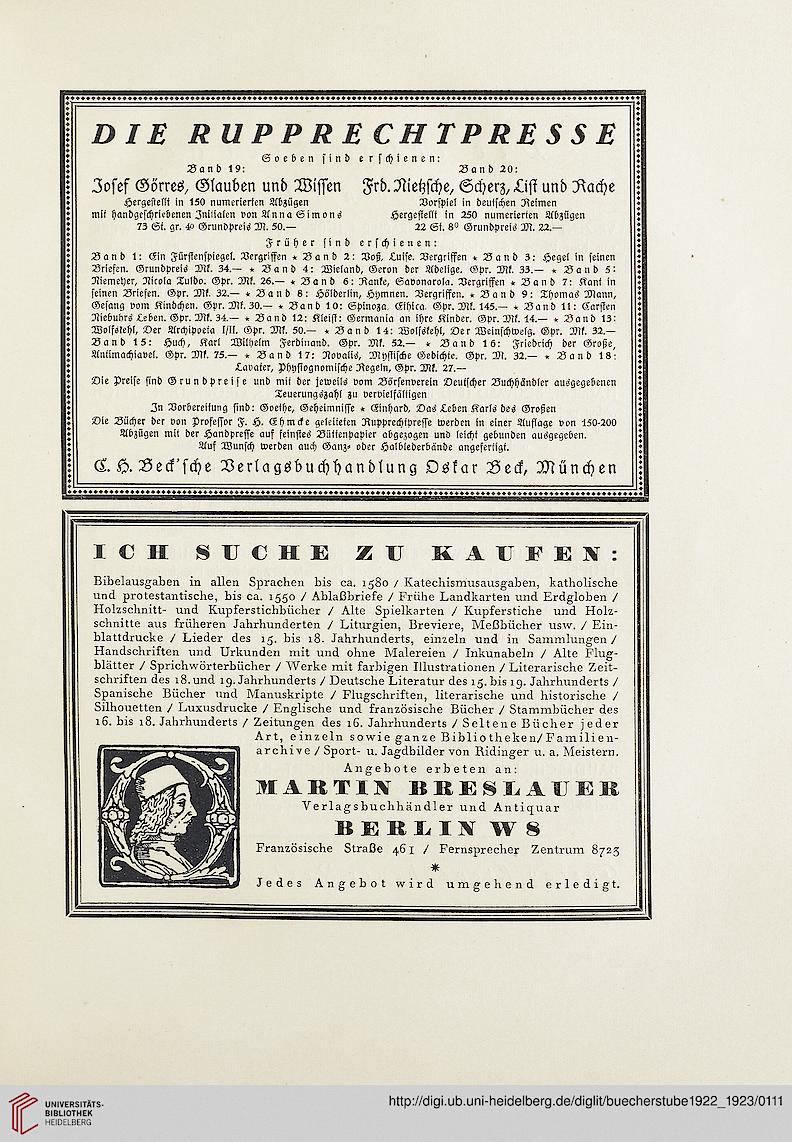 DIE RUPPRECHTPRESSE
Soeben sind erschienen:
Band 19:
Josef Görres, Glauben und Wissen
Hergestellt in 150 numerierten Abzügen
mit handgeschriebenen Initialen von Anna Simons
73 St. gr. 4⁰ Grundpreis M. 50.—
Band 20:
Frd. Nietzsche, Scherz, List und Rache
Vorspiel in deutschen Reimen
Hergestellt in 250 numerierten Abzügen
22 St. 8⁰ Grundpreis M. 22.—
Früher sind erschienen:
Band 1: Ein Fürstenspiegel. Vergriffen * Band 2: Voß, Luise. Vergriffen * Band 3: Hegel in seinen
Briefen. Grundpreis Mk. 34.— * Band 4: Wieland, Geron der Adelige. Gpr. Mk. 33.— * Band 5:
Niemeyer, Nicola Tuldo. Gpr. Mk. 26.— * Band 6: Ranke, Savonarola. Vergriffen * Band 7: Kant in
seinen Briefen. Gpr. Mk. 32.— * Band 8: Hölderlin, Hymnen. Vergriffen. * Band 9: Thomas Mann,
Gesang vom Kindchen. Gpr. Mk. 30.— * Band 10: Spinoza. Ethica. Gpr. Mk. 145.— * Band 11: Carsten
Niebuhrs Leben. Gpr. Mk. 34.— * Band 12: Kleist: Germania an ihre Kinder. Gpr. Mk. 14.— * Band 13:
Wolfskehl, Der Archipoeta I/II. Gpr. Mk. 50.— * Band 14: Wolfskehl, Der Weinschwelg. Gpr. Mk. 32.—
Band 15: Huch, Karl Wilhelm Ferdinand. Gpr. Mk. 52.— * Band 16: Friedrich der Große,
Antimachiavel. Gpr. Mk. 75.— * Band 17: Novalis, Mystische Gedichte. Gpr. M. 32.— * Band 18:
Lavater, Physiognomische Regeln, Gpr. Mk. 27.—
Die Preise sind Grundpreise und mit der jeweils vom Börsenverein Deutscher Buchhändler ausgegebenen
Teuerungszahl zu vervielfältigen
In Vorbereitung sind: Goethe, Geheimnisse * Einhard, Das Leben Karls des Großen
Die Bücher der von Professor F. H. Ehmcke geleiteten Rupprechtpresse werden in einer Auflage von 150-200
Abzügen mit der Handpresse auf feinstes Büttenpapier abgezogen und leicht gebunden ausgegeben.
Auf Wunsch werden auch Ganz- oder Halblederbände angefertigt.
C. H. Beck'sche Verlagsbuchhandlung Oskar Beck, München
ICH SUCHE ZU KAUFEN:
Bibelausgaben in allen Sprachen bis ca. 1580 / Katechismusausgaben, katholische
und protestantische, bis ca. 1550 / Ablaßbriefe / Frühe Landkarten und Erdgloben /
Holzschnitt- und Kupferstichbücher / Alte Spielkarten / Kupferstiche und Holz-
schnitte aus früheren Jahrhunderten / Liturgien, Breviere, Meßbücher usw. / Ein-
blattdrucke / Lieder des 15. bis 18. Jahrhunderts, einzeln und in Sammlungen /
Handschriften und Urkunden mit und ohne Malereien / Inkunabeln / Alte Flug-
blätter / Sprichwörterbücher / Werke mit farbigen Illustrationen / Literarische Zeit-
schriften des 18. und 19. Jahrhunderts / Deutsche Literatur des 15. bis 19. Jahrhunderts /
Spanische Bücher und Manuskripte / Flugschriften, literarische und historische /
Silhouetten / Luxusdrucke / Englische und französische Bücher / Stammbücher des
16. bis 18. Jahrhunderts / Zeitungen des 16. Jahrhunderts / Seltene Bücher jeder
Art, einzeln sowie ganze Bibliotheken / Familien-
archive / Sport- u. Jagdbilder von Ridinger u. a. Meistern.
Angebote erbeten an:
MARTIN BRESLAUER
Verlagsbuchhändler und Antiquar
BERLIN W 8
Französische Straße 46 I / Fernsprecher Zentrum 8723
*
Jedes Angebot wird umgehend erledigt.
UNIVERSITÄTS-
BIBLIOTHEK
HEIDELBERG
http://digi.ub.uni-heidelberg.de/diglit/buecherstube1922_1923/0111